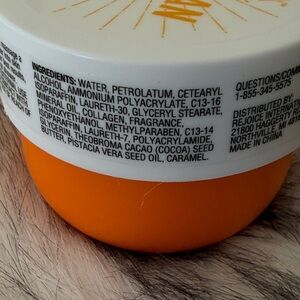 INGREDIENTS: WATER, PETROLATUM, CETEARYL
ALCOHOL, AMMONIUM POLYACRYLATE, C13-16
ISOPARAFFIN, LAURETH-30, GLYCERYL STEARATE,
MINERAL OIL, COLLAGEN, FRAGRANCE,
PHENOXYETHANOL, METHYLPARABEN, C13-14
ISOPARAFFIN, LAURETH-7, POLYACRYLAMIDE,
GLYCERIN, THEOBROMA CACAO (COCOA) SEED
BUTTER, PISTACIA VERA SEED OIL, CARAMEL.
QUESTIONS/COM
1-855-345-5575
DISTRIBUTED BY
REJOICE INTERNAT
21800 HAGGERTY R
NORTHVILLE, MI
MADE IN CHINA